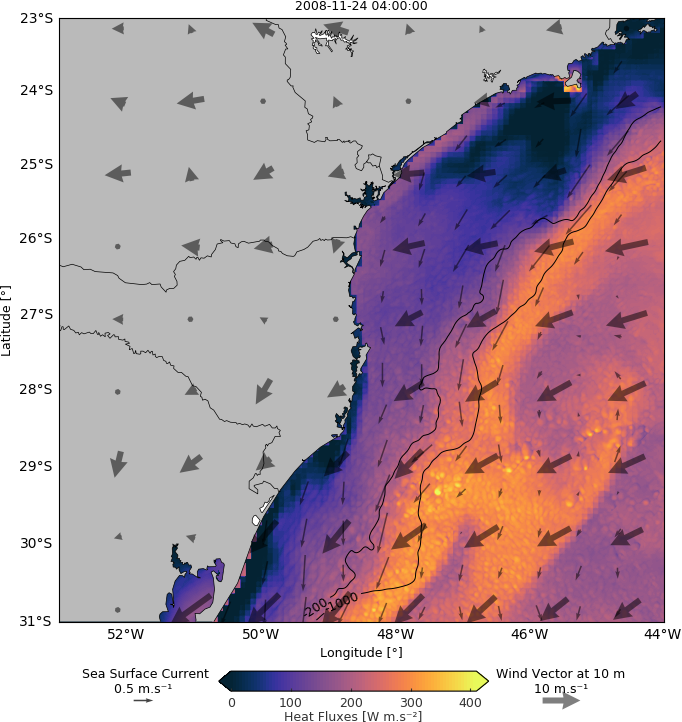 2008-11-24 04:00:00
23°S
24°S
25°S
26°S
27°S
28°S
29°S
30°S
31°S
Latitude [°]
-200
-1000
52°W 50°W 48°W 46°W 44°W
Longitude [°]
Sea Surface Current
0.5 m.s⁻¹
Wind Vector at 10 m
10 m.s⁻¹
0 100 200 300 400
Heat Fluxes [W m.s⁻²]